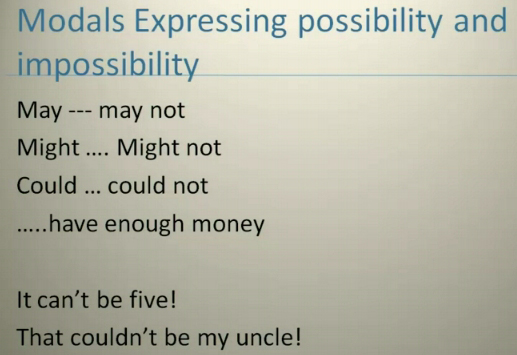 Modals Expressing possibility and
impossibility
May --- may not
Might .... Might not
Could ... could not
.....have enough money
It can't be five!
That couldn't be my uncle!